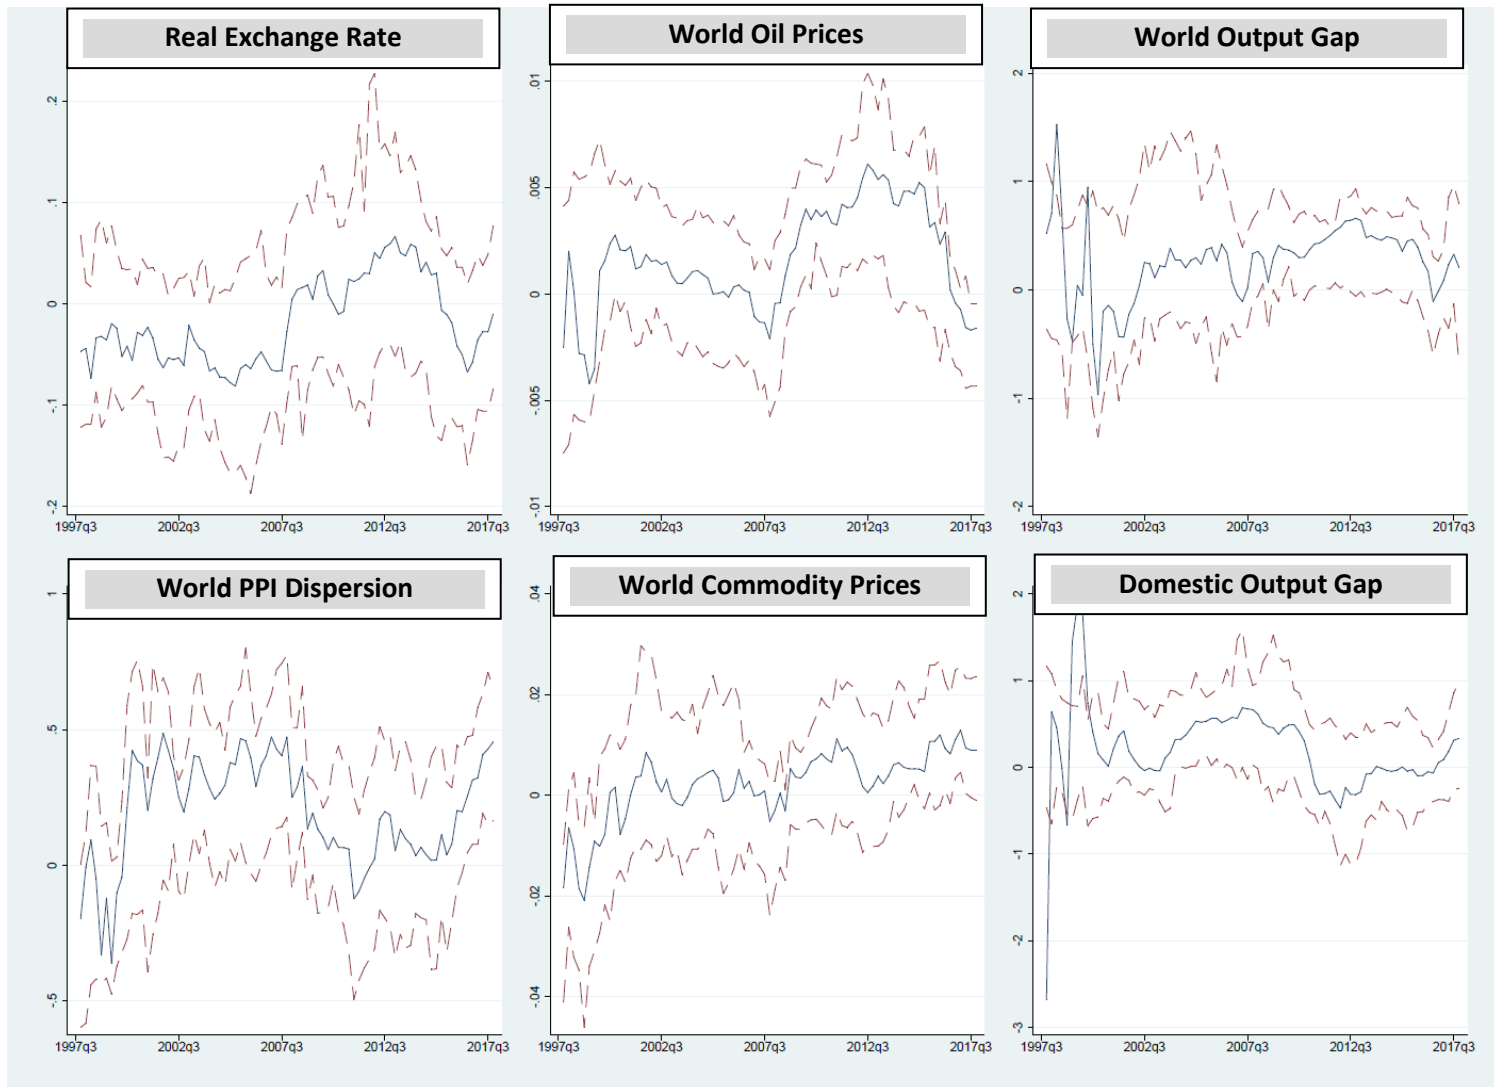 Real Exchange Rate
World Oil Prices
World Output Gap
.2
.1
0
-.1
-.2
1997q3 2002q3 2007q3 2012q3 2017q3
.01
.005
0
-.005
-.01
1997q3 2002q3 2007q3 2012q3 2017q3
2
1
0
-1
-2
1997q3 2002q3 2007q3 2012q3 2017q3
World PPI Dispersion
World Commodity Prices
Domestic Output Gap
1
.5
0
-.5
1997q3 2002q3 2007q3 2012q3 2017q3
.04
.02
0
-.02
-.04
1997q3 2002q3 2007q3 2012q3 2017q3
2
1
0
-1
-2
-3
1997q3 2002q3 2007q3 2012q3 2017q3